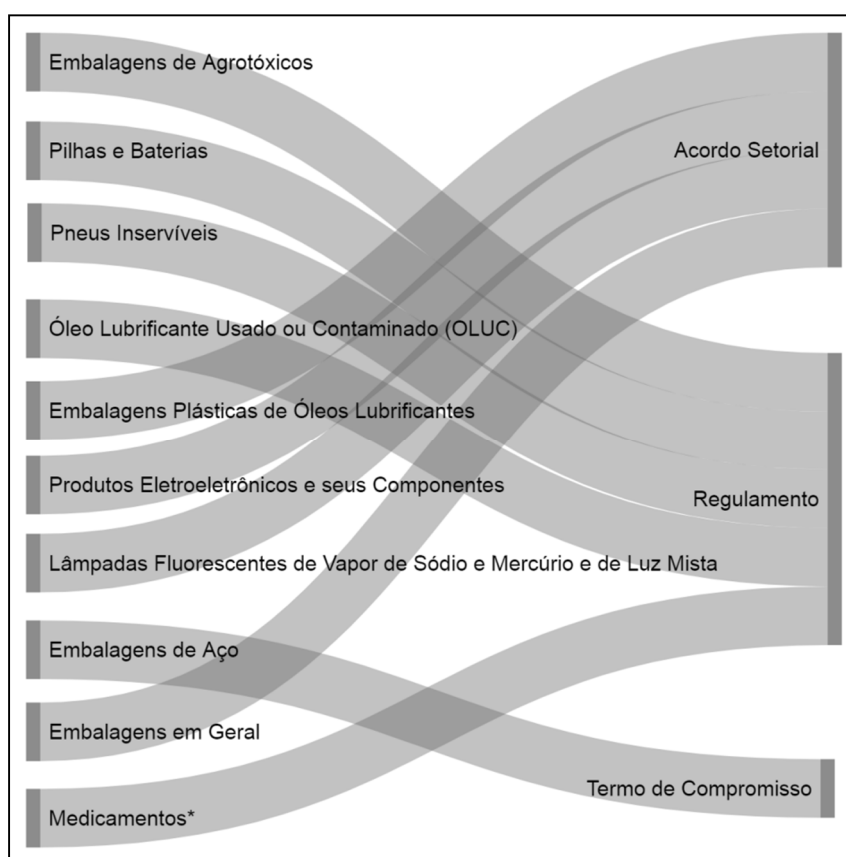 Embalagens de Agrotóxicos
Pilhas e Baterias
Pneus Inservíveis
Óleo Lubrificante Usado ou Contaminado (OLUC)
Embalagens Plásticas de Óleos Lubrificantes
Produtos Eletroeletrônicos e seus Componentes
Lâmpadas Fluorescentes de Vapor de Sódio e Mercúrio e de Luz Mista
Embalagens de Aço
Embalagens em Geral
Medicamentos*
Acordo Setorial
Regulamento
Termo de Compromisso